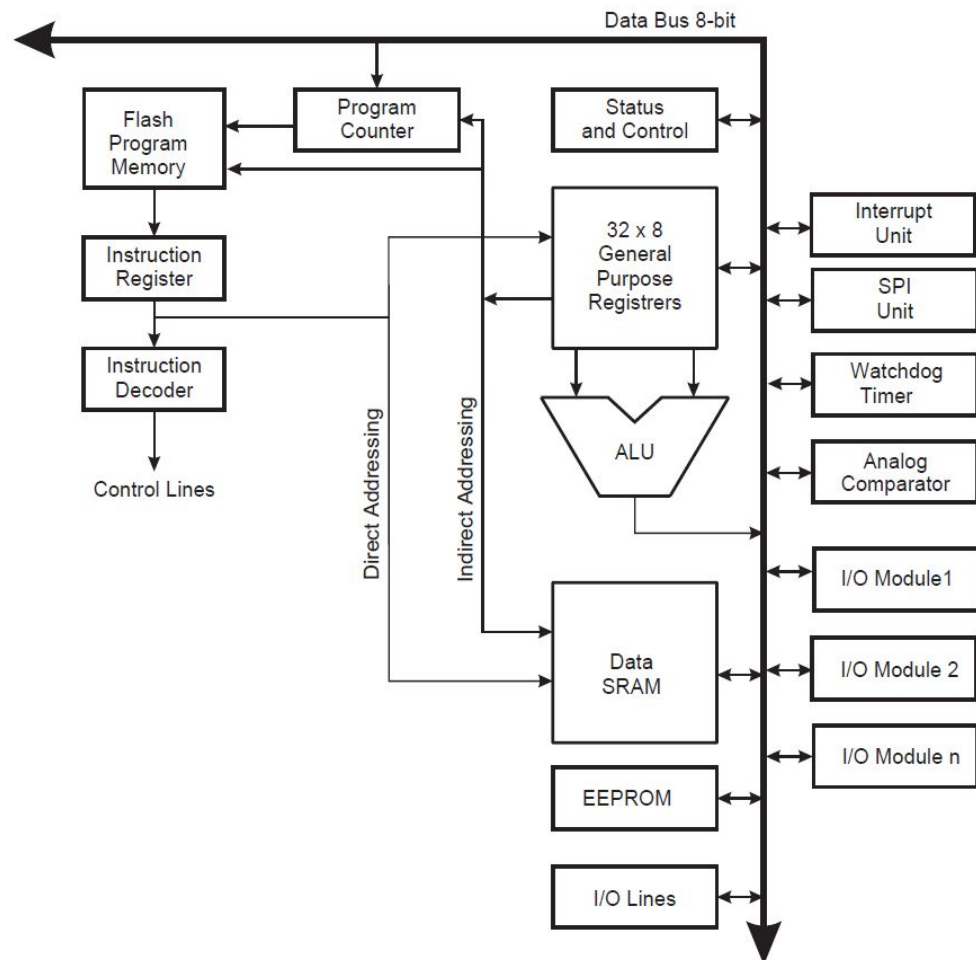 Data Bus 8-bit
Flash
Program
Memory
Program
Counter
Status
and Control
Interrupt
Unit
32 x 8
General
Purpose
Registrers
Instruction
Register
SPI
Unit
Instruction
Decoder
Watchdog
Timer
ALU
Analog
Comparator
Control Lines
Direct Addressing
Indirect Addressing
I/O Module1
Data
SRAM
I/O Module 2
I/O Module n
EEPROM
I/O Lines